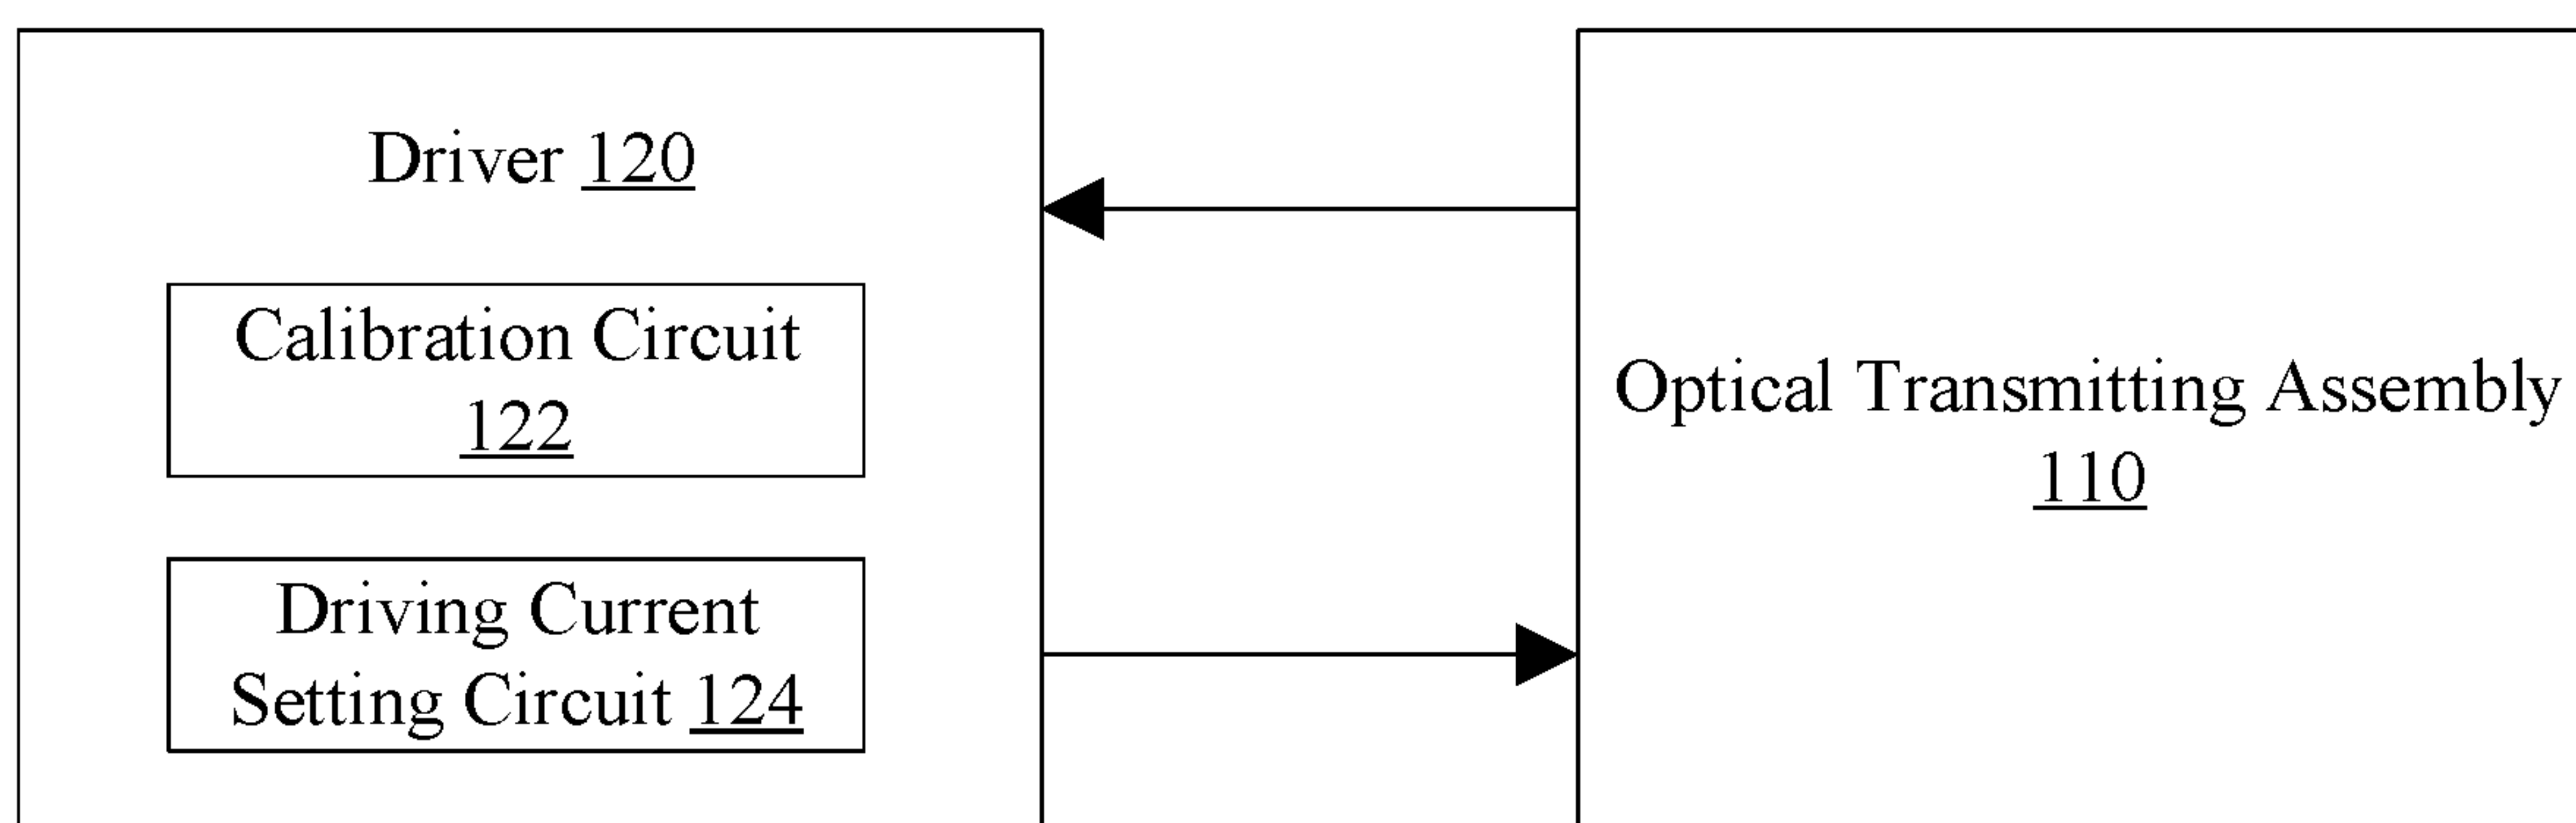 Driver 120
Calibration Circuit
122
Driving Current
Setting Circuit 124
Optical Transmitting Assembly
110